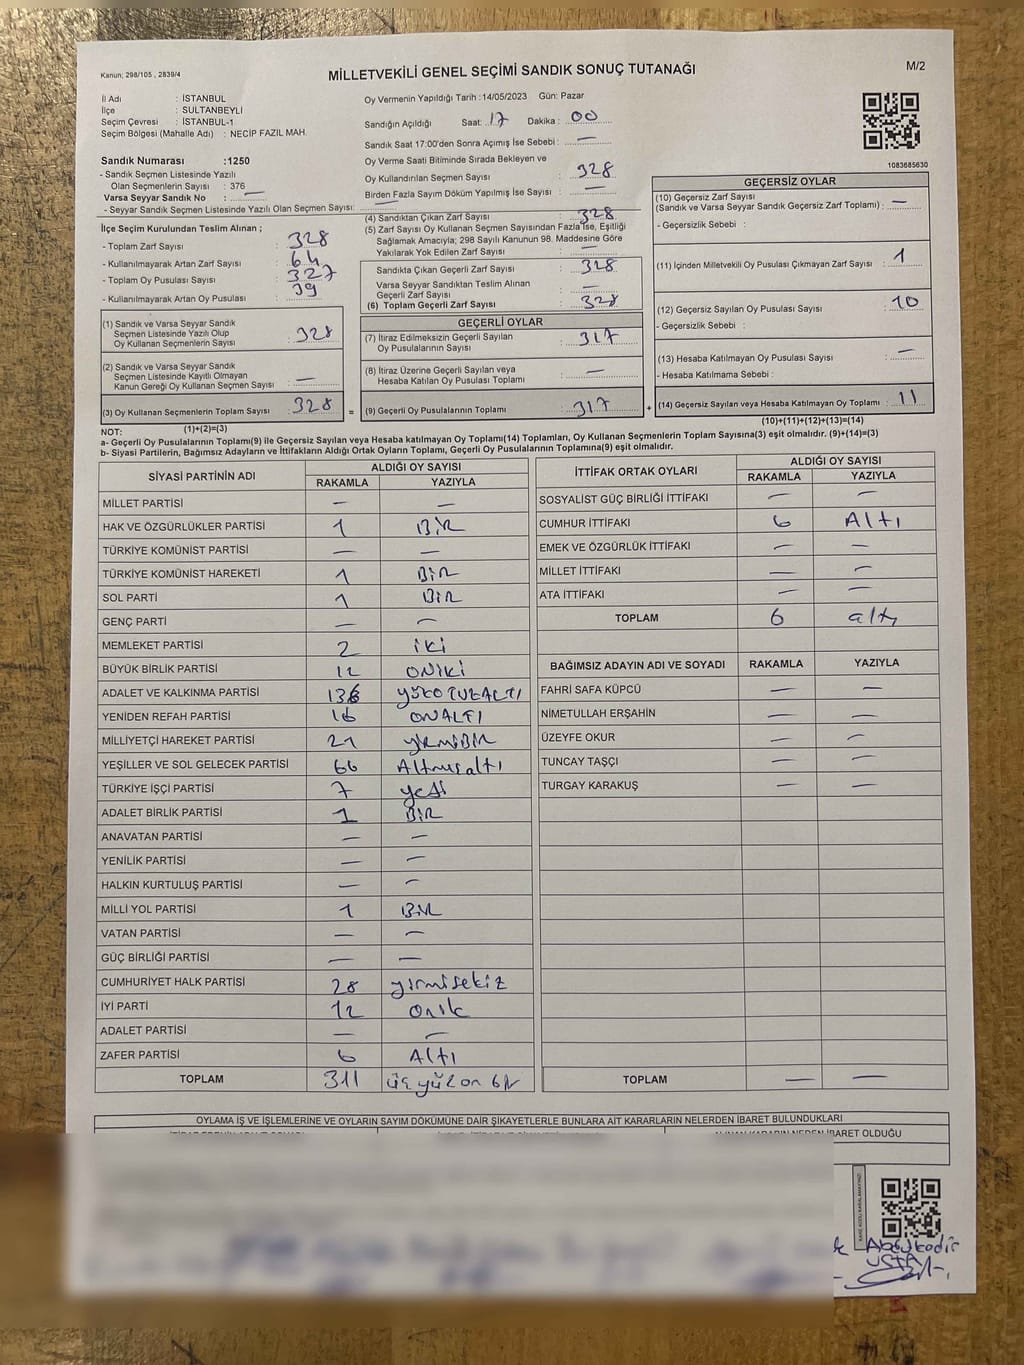 Kanun; 298/105 , 2839/4
MİLLETVEKİLİ GENEL SEÇİMİ SANDIK SONUÇ TUTANAĞI
M/2
İl Adı : İSTANBUL
İlçe : SULTANBEYLİ
Seçim Çevresi : İSTANBUL-1
Seçim Bölgesi (Mahalle Adı) : NECİP FAZIL MAH.
Sandık Numarası :1250
- Sandık Seçmen Listesinde Yazılı
Olan Seçmenlerin Sayısı : 376
Varsa Seyyar Sandık No : —
- Seyyar Sandık Seçmen Listesinde Yazılı Olan Seçmen Sayısı: —
Oy Vermenin Yapıldığı Tarih :14/05/2023 Gün: Pazar
Sandığın Açıldığı Saat: 17 Dakika : 00
Sandık Saat 17:00'den Sonra Açımış İse Sebebi : —
Oy Verme Saati Bitiminde Sırada Bekleyen ve
Oy Kullandırılan Seçmen Sayısı : 328
Birden Fazla Sayım Döküm Yapılmış İse Sayısı : —
1083685630
İlçe Seçim Kurulundan Teslim Alınan ;
- Toplam Zarf Sayısı : 328
- Kullanılmayarak Artan Zarf Sayısı : 64
- Toplam Oy Pusulası Sayısı : 327
- Kullanılmayarak Artan Oy Pusulası : 39
(1) Sandık ve Varsa Seyyar Sandık
Seçmen Listesinde Yazılı Olup
Oy Kullanan Seçmenlerin Sayısı : 328
(2) Sandık ve Varsa Seyyar Sandık
Seçmen Listesinde Kayıtlı Olmayan
Kanun Gereği Oy Kullanan Seçmen Sayısı : —
(3) Oy Kullanan Seçmenlerin Toplam Sayısı : 328 =
(1)+(2)=(3)
(4) Sandıktan Çıkan Zarf Sayısı : 328
(5) Zarf Sayısı Oy Kullanan Seçmen Sayısından Fazla İse, Eşitliği
Sağlamak Amacıyla; 298 Sayılı Kanunun 98. Maddesine Göre
Yakılarak Yok Edilen Zarf Sayısı : —
Sandıkta Çıkan Geçerli Zarf Sayısı : 328
Varsa Seyyar Sandıktan Teslim Alınan
Geçerli Zarf Sayısı : —
(6) Toplam Geçerli Zarf Sayısı : 328
GEÇERLİ OYLAR
(7) İtiraz Edilmeksizin Geçerli Sayılan
Oy Pusulalarının Sayısı : 317
(8) İtiraz Üzerine Geçerli Sayılan veya
Hesaba Katılan Oy Pusulası Toplamı : —
(9) Geçerli Oy Pusulalarının Toplamı : 317 +
GEÇERSİZ OYLAR
(10) Geçersiz Zarf Sayısı
(Sandık ve Varsa Seyyar Sandık Geçersiz Zarf Toplamı) : —
- Geçersizlik Sebebi :
(11) İçinden Milletvekili Oy Pusulası Çıkmayan Zarf Sayısı : 1
(12) Geçersiz Sayılan Oy Pusulası Sayısı : 10
- Geçersizlik Sebebi :
(13) Hesaba Katılmayan Oy Pusulası Sayısı : —
- Hesaba Katılmama Sebebi :
(14) Geçersiz Sayılan veya Hesaba Katılmayan Oy Toplamı : 11
(10)+(11)+(12)+(13)=(14)
NOT:
a- Geçerli Oy Pusulalarının Toplamı(9) ile Geçersiz Sayılan veya Hesaba katılmayan Oy Toplamı(14) Toplamları, Oy Kullanan Seçmenlerin Toplam Sayısına(3) eşit olmalıdır. (9)+(14)=(3)
b- Siyasi Partilerin, Bağımsız Adayların ve İttifakların Aldığı Ortak Oyların Toplamı, Geçerli Oy Pusulalarının Toplamına(9) eşit olmalıdır.
SİYASİ PARTİNİN ADI ALDIĞI OY SAYISI
RAKAMLA YAZIYLA
MİLLET PARTİSİ — —
HAK VE ÖZGÜRLÜKLER PARTİSİ 1 BİR
TÜRKİYE KOMÜNİST PARTİSİ — —
TÜRKİYE KOMÜNİST HAREKETİ 1 BİR
SOL PARTİ 1 BİR
GENÇ PARTİ — —
MEMLEKET PARTİSİ 2 iki
BÜYÜK BİRLİK PARTİSİ 12 ONİKİ
ADALET VE KALKINMA PARTİSİ 136 YÜZOTUZALTI
YENİDEN REFAH PARTİSİ 16 ONALTI
MİLLİYETÇİ HAREKET PARTİSİ 21 YİRMİBİR
YEŞİLLER VE SOL GELECEK PARTİSİ 66 Altmışaltı
TÜRKİYE İŞÇİ PARTİSİ 7 yedi
ADALET BİRLİK PARTİSİ 1 BİR
ANAVATAN PARTİSİ — —
YENİLİK PARTİSİ — —
HALKIN KURTULUŞ PARTİSİ — —
MİLLİ YOL PARTİSİ 1 BİR
VATAN PARTİSİ — —
GÜÇ BİRLİĞİ PARTİSİ — —
CUMHURİYET HALK PARTİSİ 28 yirmisekiz
İYİ PARTİ 12 onik
ADALET PARTİSİ — —
ZAFER PARTİSİ 6 Altı
TOPLAM 311 üç yüz on bir
İTTİFAK ORTAK OYLARI ALDIĞI OY SAYISI
RAKAMLA YAZIYLA
SOSYALİST GÜÇ BİRLİĞİ İTTİFAKI — —
CUMHUR İTTİFAKI 6 Altı
EMEK VE ÖZGÜRLÜK İTTİFAKI — —
MİLLET İTTİFAKI — —
ATA İTTİFAKI — —
TOPLAM 6 altı
BAĞIMSIZ ADAYIN ADI VE SOYADI RAKAMLA YAZIYLA
FAHRİ SAFA KÜPCÜ — —
NİMETULLAH ERŞAHİN — —
ÜZEYFE OKUR — —
TUNCAY TAŞÇI — —
TURGAY KARAKUŞ — —
TOPLAM — —
OYLAMA İŞ VE İŞLEMLERİNE VE OYLARIN SAYIM DÖKÜMÜNE DAİR ŞİKAYETLERLE BUNLARA AİT KARARLARIN NELERDEN İBARET BULUNDUKLARI
ALINAN KARARIN NEDEN İBARET OLDUĞU
Abdulkadir
USTA